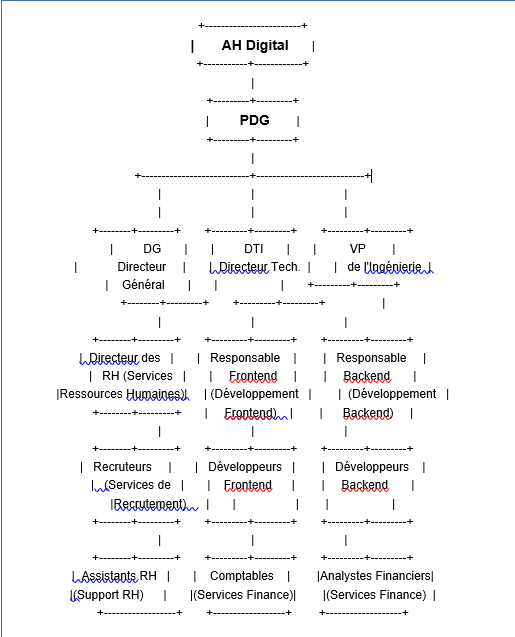 +------------------------+
|       AH Digital       |
+-----------+------------+
|
+---------+---------+
|         PDG        |
+---------+---------+
|
+---------------------------+---------------------------+
|                            |                            |
|                            |                            |
+--------+---------+ +--------+---------+ +--------+---------+
|         DG       | |        DTI       | |         VP        |
|            Directeur     | | Directeur Tech.  | |   de l'Ingénierie  |
|    Général       | |                   | +--------+---------+
+--------+---------+ +--------+---------+ |
|                            |                            |
+--------+---------+ +--------+---------+ +--------+---------+
|  Directeur des   | |   Responsable    | |   Responsable     |
|   RH (Services   | |     Frontend     | |     Backend       |
|Ressources Humaines)| | (Développement   | |  (Développement   |
+--------+---------+ |     Frontend)    | |      Backend)     |
|                            |                            |
+--------+---------+ +--------+---------+ +--------+---------+
|   Recruteurs     | |   Développeurs   | |   Développeurs    |
|   (Services de   | |    Frontend      | |     Backend       |
|Recrutement)   | |                  | |                   |
+--------+---------+ +--------+---------+ +--------+---------+
|                            |                            |
+--------+---------+ +--------+---------+ +--------+---------+
|  Assistants RH   | |    Comptables    | |Analystes Financiers|
|(Support RH)      | |(Services Finance)| |(Services Finance)  |
+------------------+ +------------------+ +--------------------+